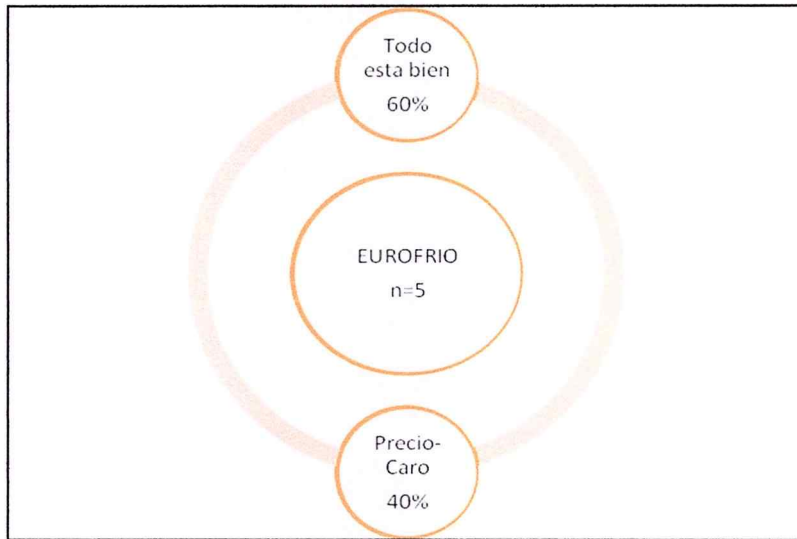 Todo
esta bien
60%
EUROFRIO
n=5
Precio-
Caro
40%